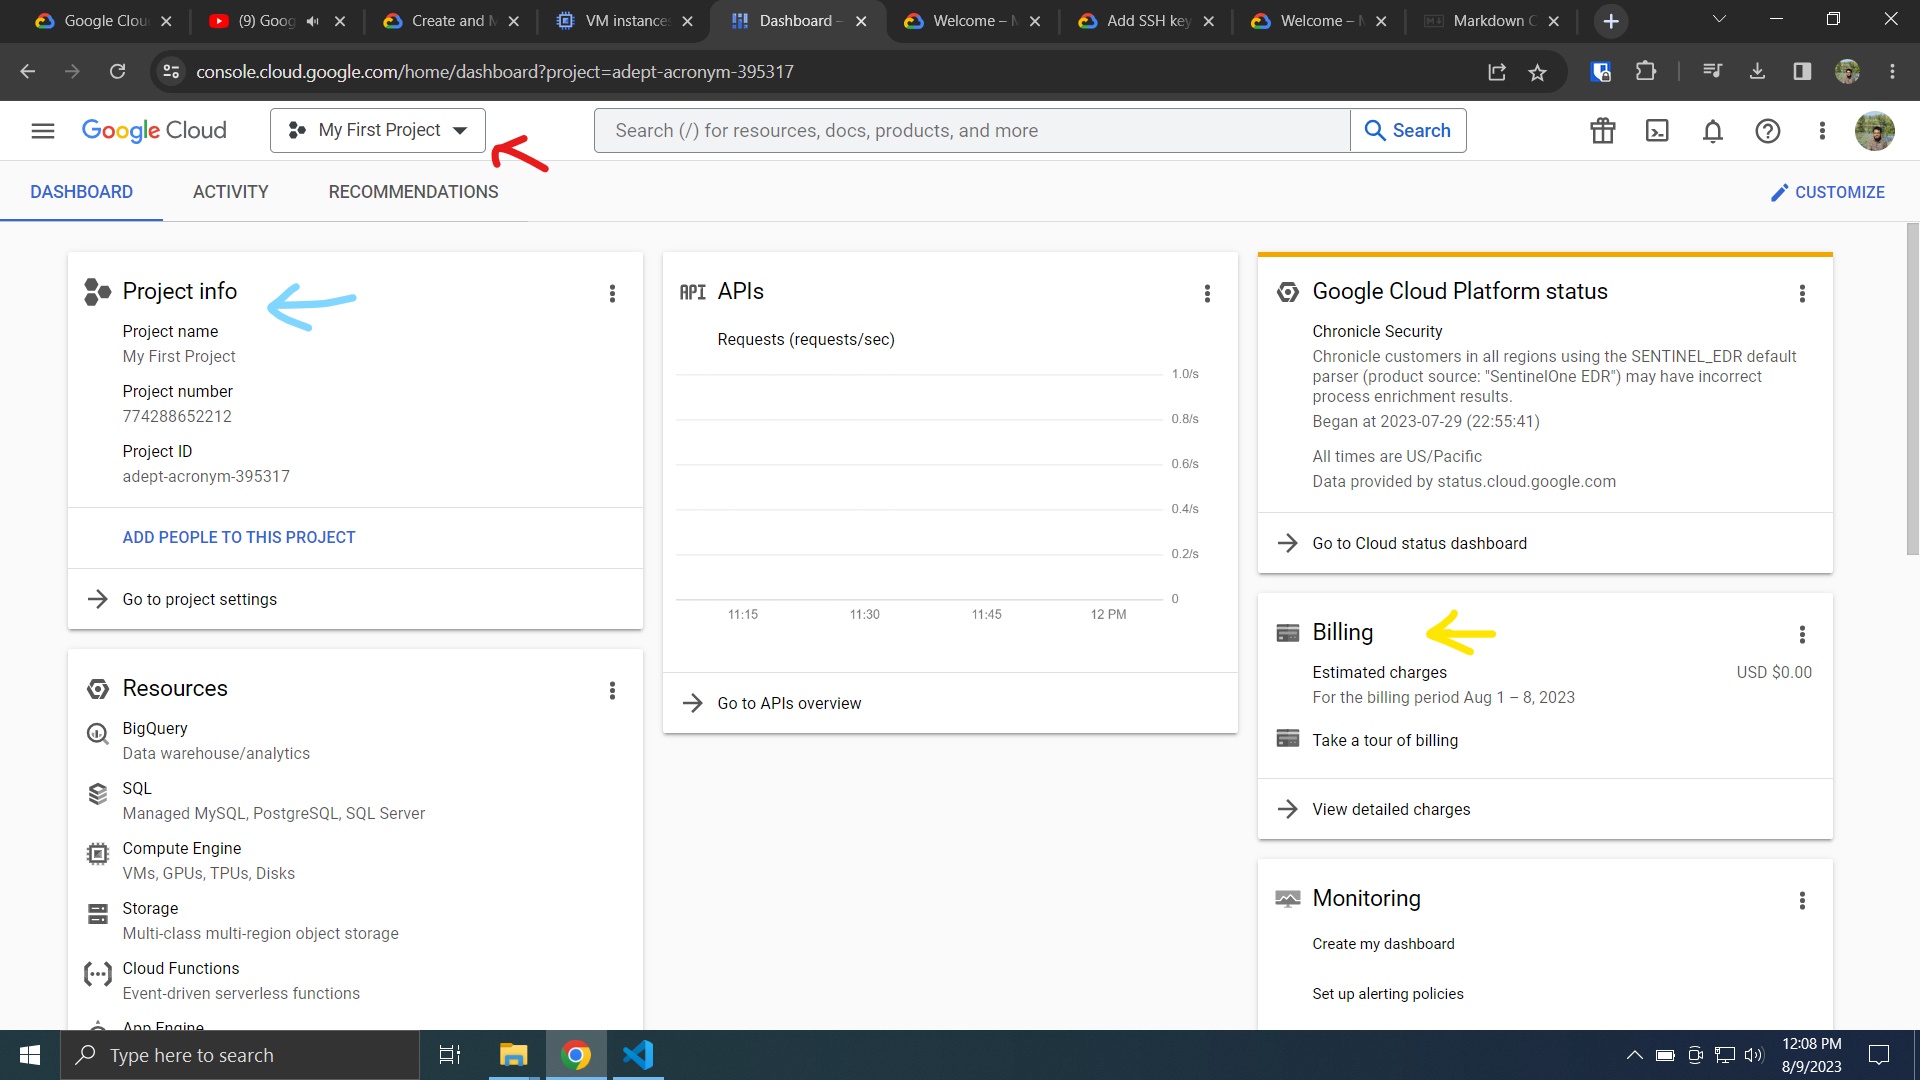 Google Clou
(9) Goog
Create and M
VM instances
Dashboard –
Welcome – M
Add SSH key
Welcome – M
Markdown C
console.cloud.google.com/home/dashboard?project=adept-acronym-395317
Google Cloud
My First Project
Search (/) for resources, docs, products, and more
Search
DASHBOARD
ACTIVITY
RECOMMENDATIONS
CUSTOMIZE
Project info
Project name
My First Project
Project number
774288652212
Project ID
adept-acronym-395317
ADD PEOPLE TO THIS PROJECT
Go to project settings
Resources
BigQuery
Data warehouse/analytics
SQL
Managed MySQL, PostgreSQL, SQL Server
Compute Engine
VMs, GPUs, TPUs, Disks
Storage
Multi-class multi-region object storage
Cloud Functions
Event-driven serverless functions
App Engine
API APIs
Requests (requests/sec)
1.0/s
0.8/s
0.6/s
0.4/s
0.2/s
0
11:15 11:30 11:45 12 PM
Go to APIs overview
Google Cloud Platform status
Chronicle Security
Chronicle customers in all regions using the SENTINEL_EDR default
parser (product source: "SentinelOne EDR") may have incorrect
process enrichment results.
Began at 2023-07-29 (22:55:41)
All times are US/Pacific
Data provided by status.cloud.google.com
Go to Cloud status dashboard
Billing
Estimated charges USD $0.00
For the billing period Aug 1 – 8, 2023
Take a tour of billing
View detailed charges
Monitoring
Create my dashboard
Set up alerting policies
Type here to search
12:08 PM
8/9/2023